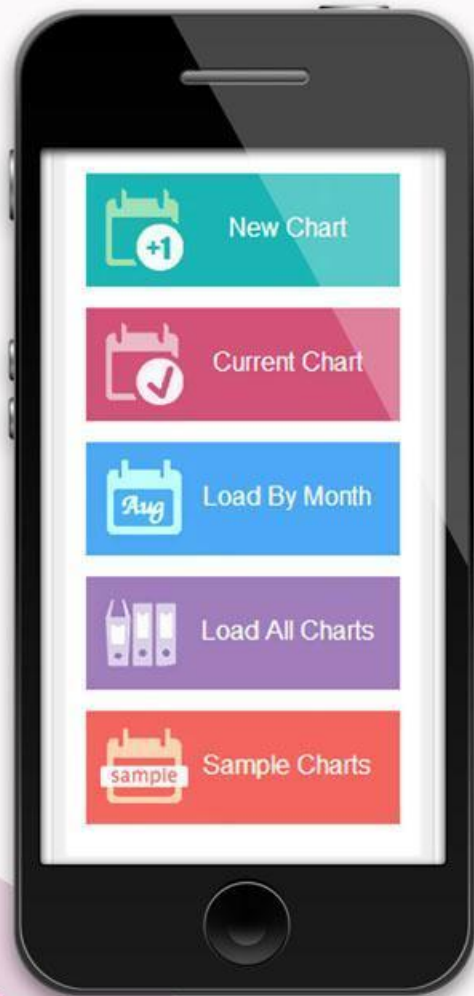 +1
New Chart
Current Chart
Aug
Load By Month
Load All Charts
sample
Sample Charts